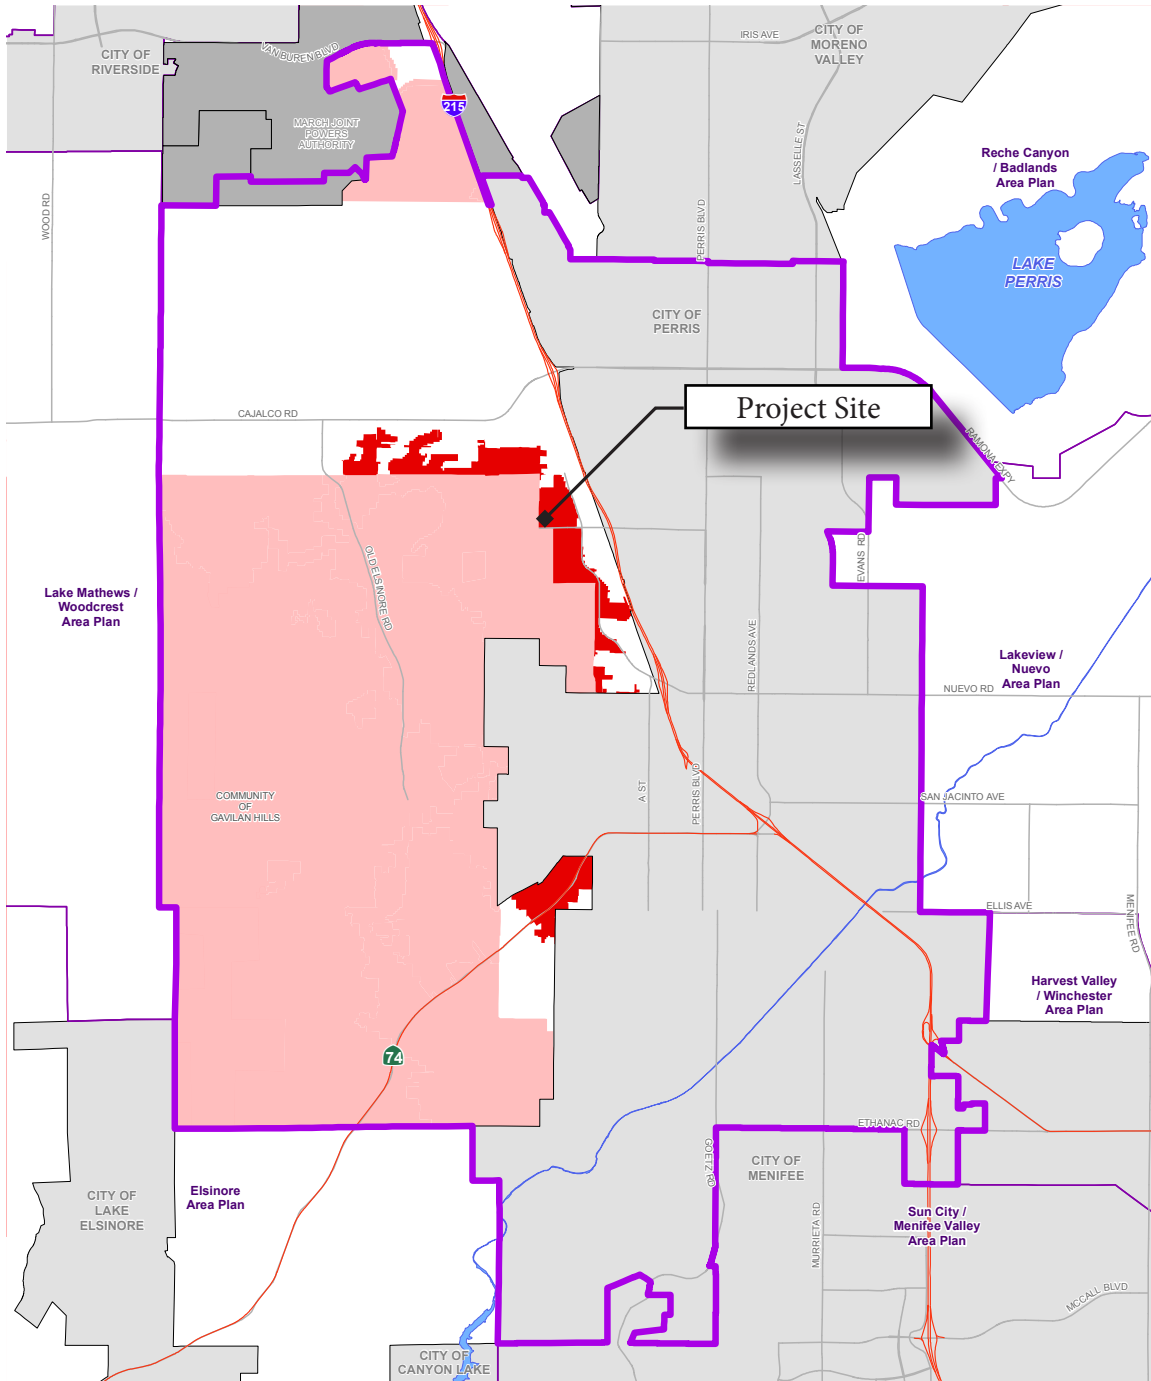 CITY OF
RIVERSIDE
VAN BUREN BLVD
IRIS AVE
CITY OF
MORENO
VALLEY
215
MARCH JOINT
POWERS
AUTHORITY
LASSELLE ST
Reche Canyon
/ Badlands
Area Plan
WOOD RD
PERRIS BLVD
LAKE
PERRIS
CITY OF
PERRIS
CAJALCO RD
Project Site
RAMONA EXPY
OLD ELSINORE RD
EVANS RD
Lake Mathews /
Woodcrest
Area Plan
REDLANDS AVE
Lakeview /
Nuevo
Area Plan
NUEVO RD
COMMUNITY
OF
GAVILAN HILLS
A ST
PERRIS BLVD
SAN JACINTO AVE
ELLIS AVE
MENIFEE RD
Harvest Valley
/ Winchester
Area Plan
74
ETHANAC RD
GOETZ RD
CITY OF
MENIFEE
CITY OF
LAKE
ELSINORE
Elsinore
Area Plan
MURRIETA RD
Sun City /
Menifee Valley
Area Plan
MCCALL BLVD
CITY OF
CANYON LAKE